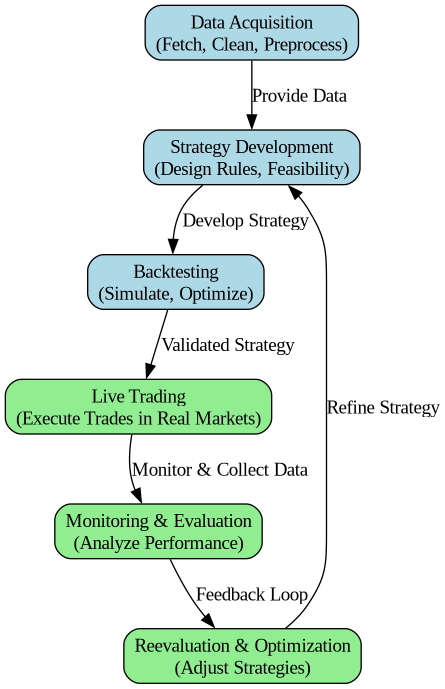 Data Acquisition
(Fetch, Clean, Preprocess)
Provide Data
Strategy Development
(Design Rules, Feasibility)
Develop Strategy
Backtesting
(Simulate, Optimize)
Validated Strategy
Live Trading
(Execute Trades in Real Markets)
Refine Strategy
Monitor & Collect Data
Monitoring & Evaluation
(Analyze Performance)
Feedback Loop
Reevaluation & Optimization
(Adjust Strategies)